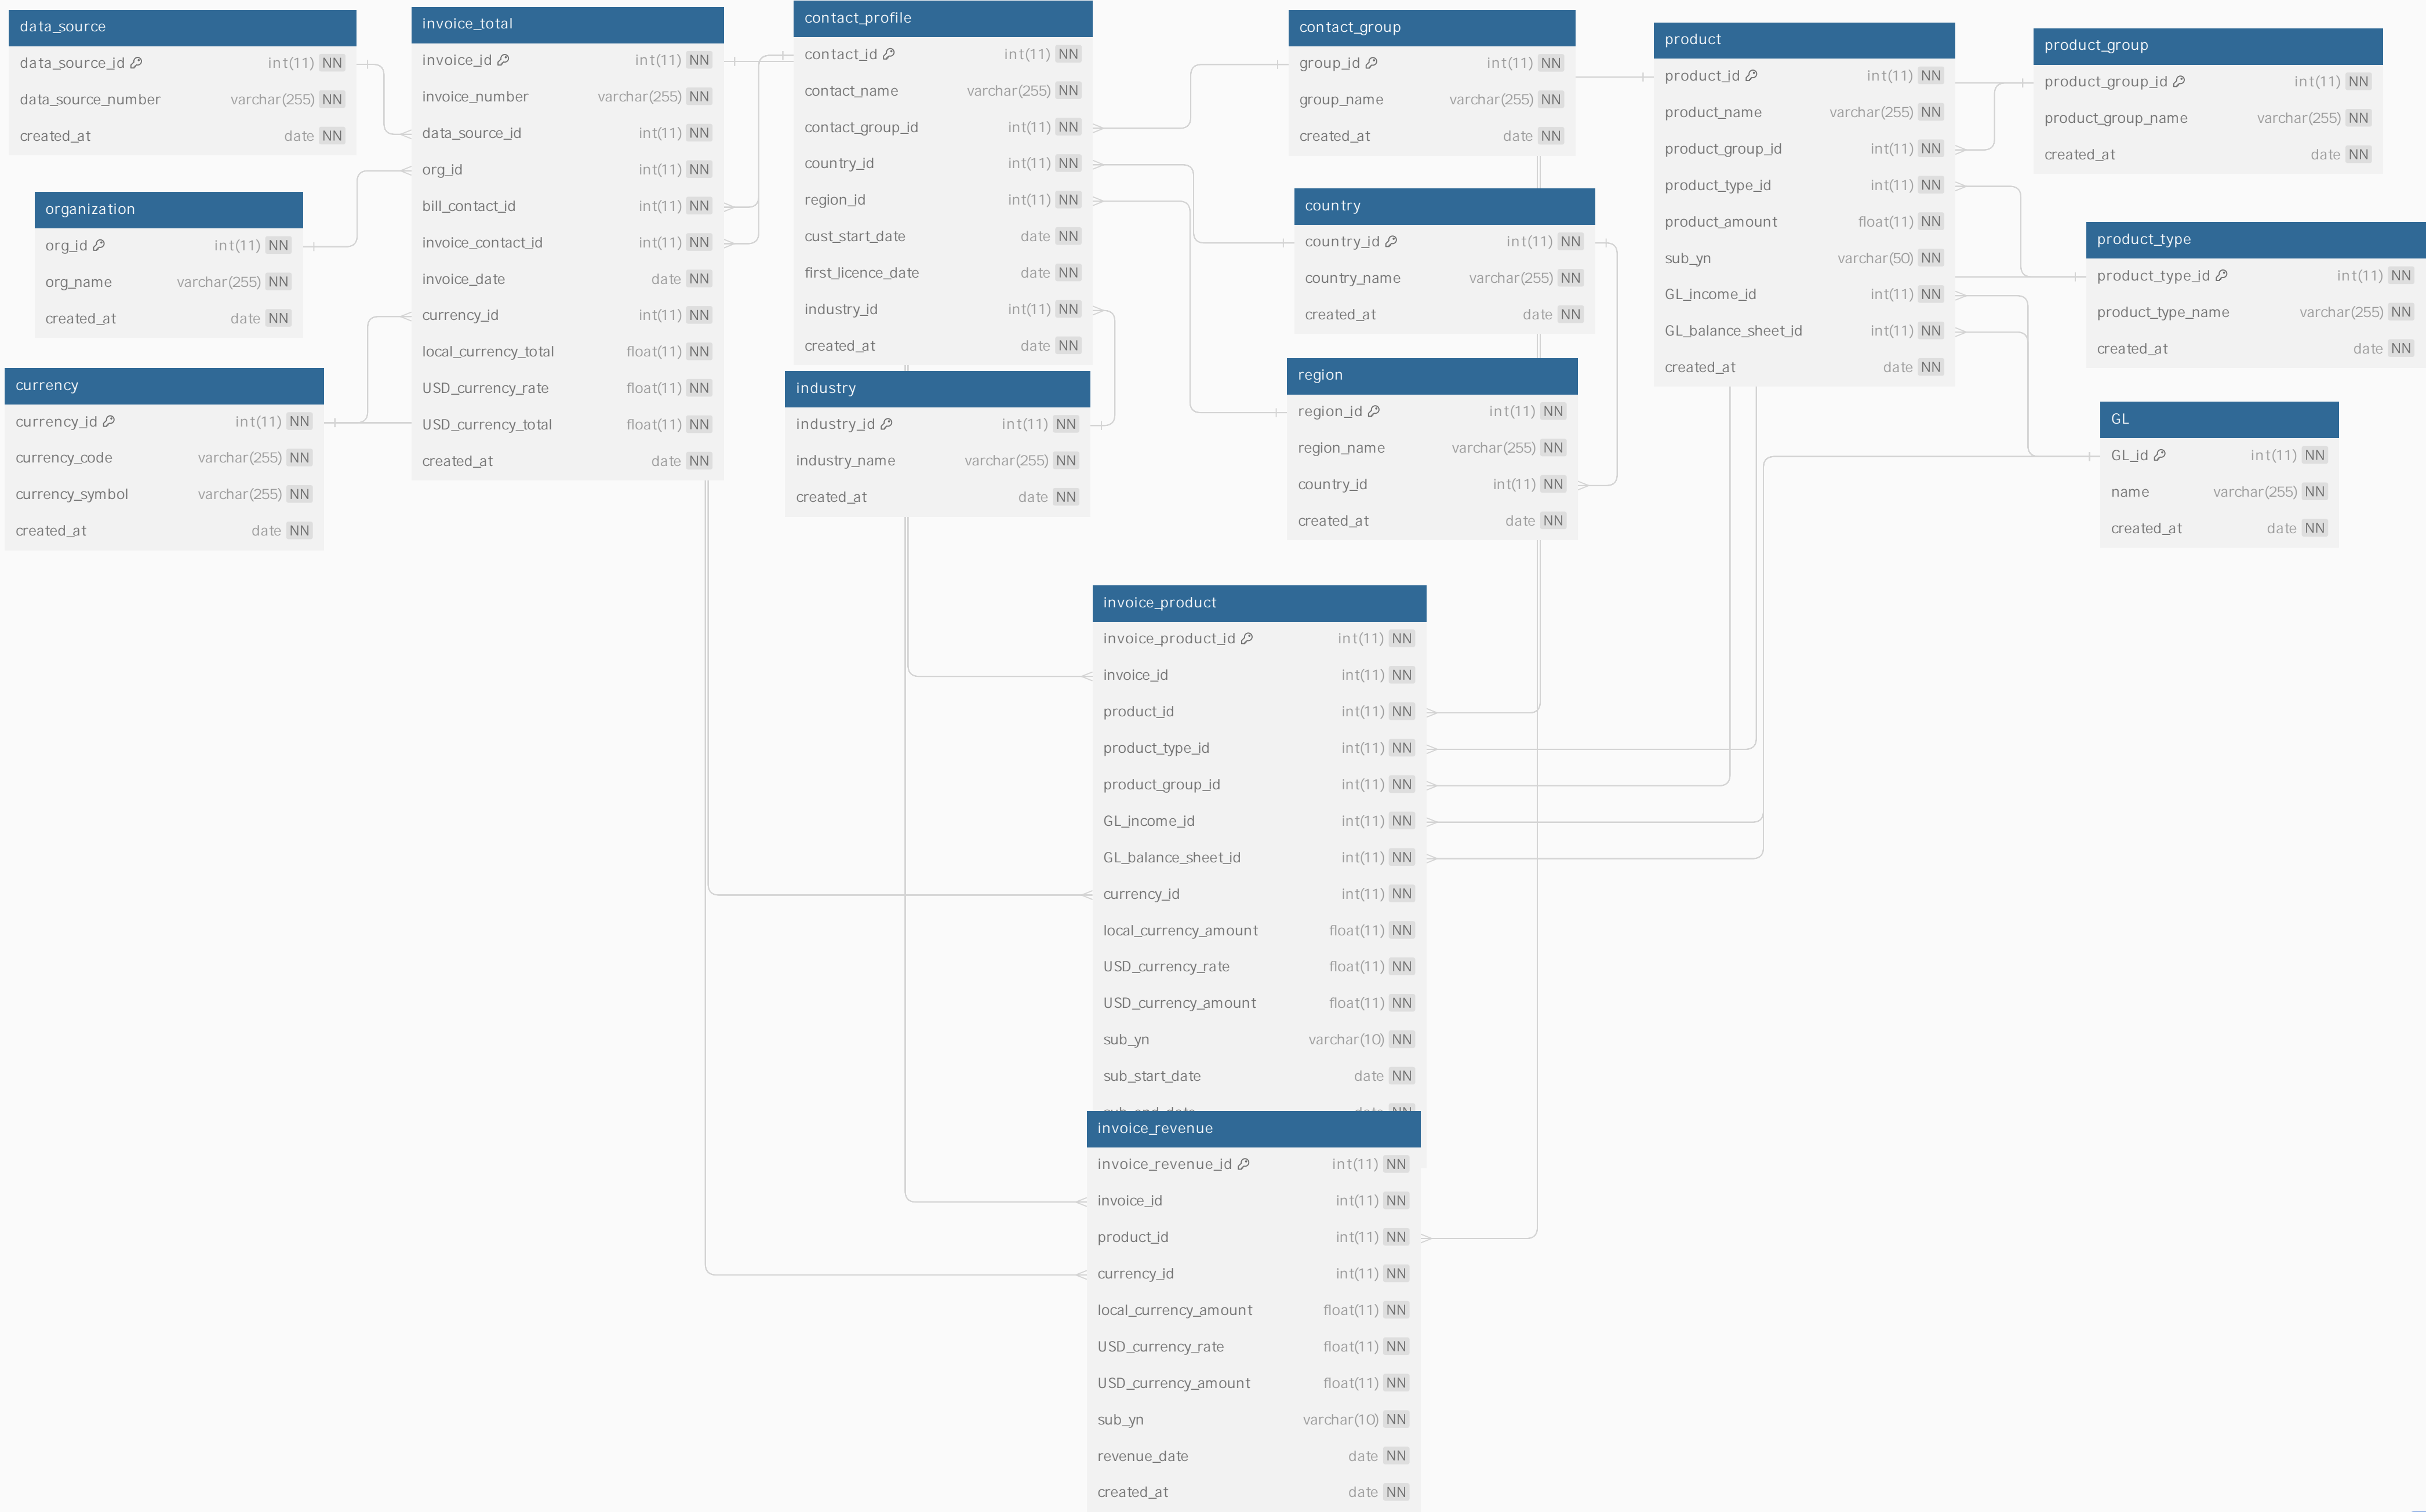 data_source
data_source_id int(11) NN
data_source_number varchar(255) NN
created_at date NN
organization
org_id int(11) NN
org_name varchar(255) NN
created_at date NN
currency
currency_id int(11) NN
currency_code varchar(255) NN
currency_symbol varchar(255) NN
created_at date NN
invoice_total
invoice_id int(11) NN
invoice_number varchar(255) NN
data_source_id int(11) NN
org_id int(11) NN
bill_contact_id int(11) NN
invoice_contact_id int(11) NN
invoice_date date NN
currency_id int(11) NN
local_currency_total float(11) NN
USD_currency_rate float(11) NN
USD_currency_total float(11) NN
created_at date NN
contact_profile
contact_id int(11) NN
contact_name varchar(255) NN
contact_group_id int(11) NN
country_id int(11) NN
region_id int(11) NN
cust_start_date date NN
first_licence_date date NN
industry_id int(11) NN
created_at date NN
industry
industry_id int(11) NN
industry_name varchar(255) NN
created_at date NN
contact_group
group_id int(11) NN
group_name varchar(255) NN
created_at date NN
country
country_id int(11) NN
country_name varchar(255) NN
created_at date NN
region
region_id int(11) NN
region_name varchar(255) NN
country_id int(11) NN
created_at date NN
product
product_id int(11) NN
product_name varchar(255) NN
product_group_id int(11) NN
product_type_id int(11) NN
product_amount float(11) NN
sub_yn varchar(50) NN
GL_income_id int(11) NN
GL_balance_sheet_id int(11) NN
created_at date NN
product_group
product_group_id int(11) NN
product_group_name varchar(255) NN
created_at date NN
product_type
product_type_id int(11) NN
product_type_name varchar(255) NN
created_at date NN
GL
GL_id int(11) NN
name varchar(255) NN
created_at date NN
invoice_product
invoice_product_id int(11) NN
invoice_id int(11) NN
product_id int(11) NN
product_type_id int(11) NN
product_group_id int(11) NN
GL_income_id int(11) NN
GL_balance_sheet_id int(11) NN
currency_id int(11) NN
local_currency_amount float(11) NN
USD_currency_rate float(11) NN
USD_currency_amount float(11) NN
sub_yn varchar(10) NN
sub_start_date date NN
sub_end_date date NN
invoice_revenue
invoice_revenue_id int(11) NN
invoice_id int(11) NN
product_id int(11) NN
currency_id int(11) NN
local_currency_amount float(11) NN
USD_currency_rate float(11) NN
USD_currency_amount float(11) NN
sub_yn varchar(10) NN
revenue_date date NN
created_at date NN